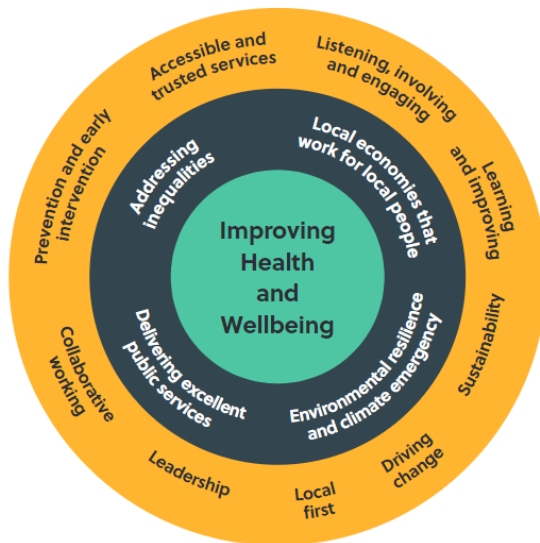 Improving
Health
and
Wellbeing
Addressing
inequalities
Local economies that
work for local people
Environmental resilience
and climate emergency
Delivering excellent
public services
Accessible and
trusted services
Listening, involving
and engaging
Learning
and improving
Sustainability
Driving
change
Local
first
Leadership
Collaborative
working
Prevention and early
intervention